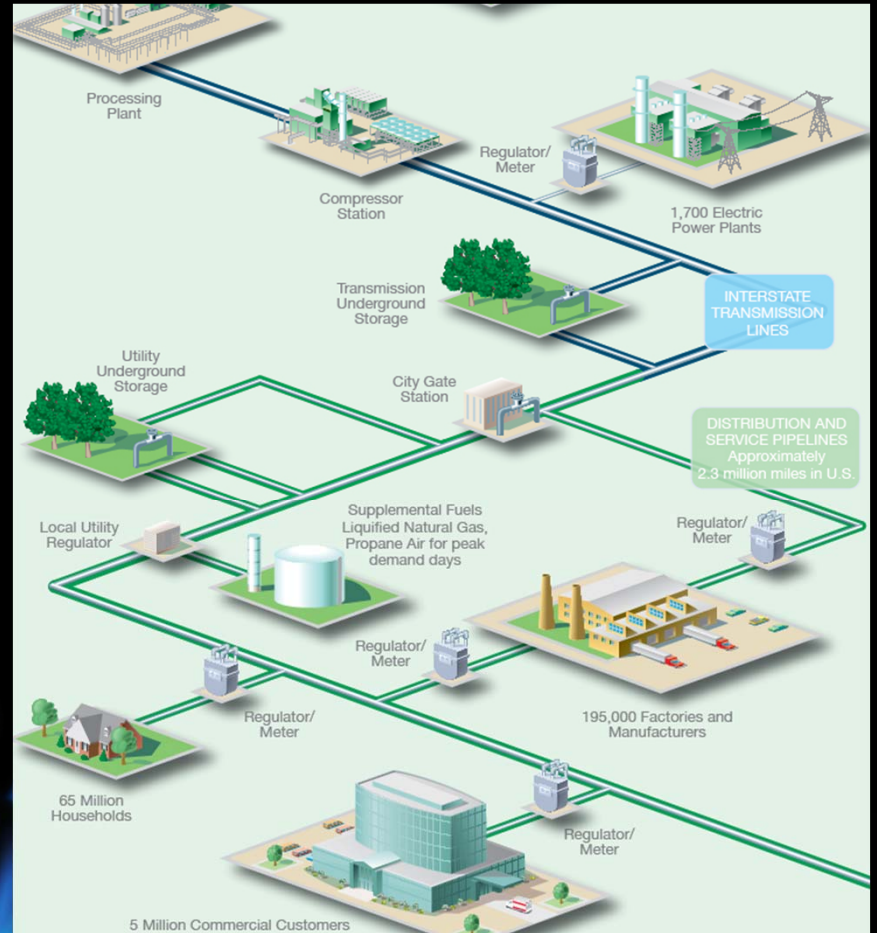 Processing
Plant
Compressor
Station
Regulator/
Meter
1,700 Electric
Power Plants
Transmission
Underground
Storage
INTERSTATE
TRANSMISSION
LINES
Utility
Underground
Storage
City Gate
Station
DISTRIBUTION AND
SERVICE PIPELINES
Approximately
2.3 million miles in U.S.
Local Utility
Regulator
Supplemental Fuels
Liquified Natural Gas,
Propane Air for peak
demand days
Regulator/
Meter
Regulator/
Meter
Regulator/
Meter
195,000 Factories and
Manufacturers
65 Million
Households
Regulator/
Meter
5 Million Commercial Customers